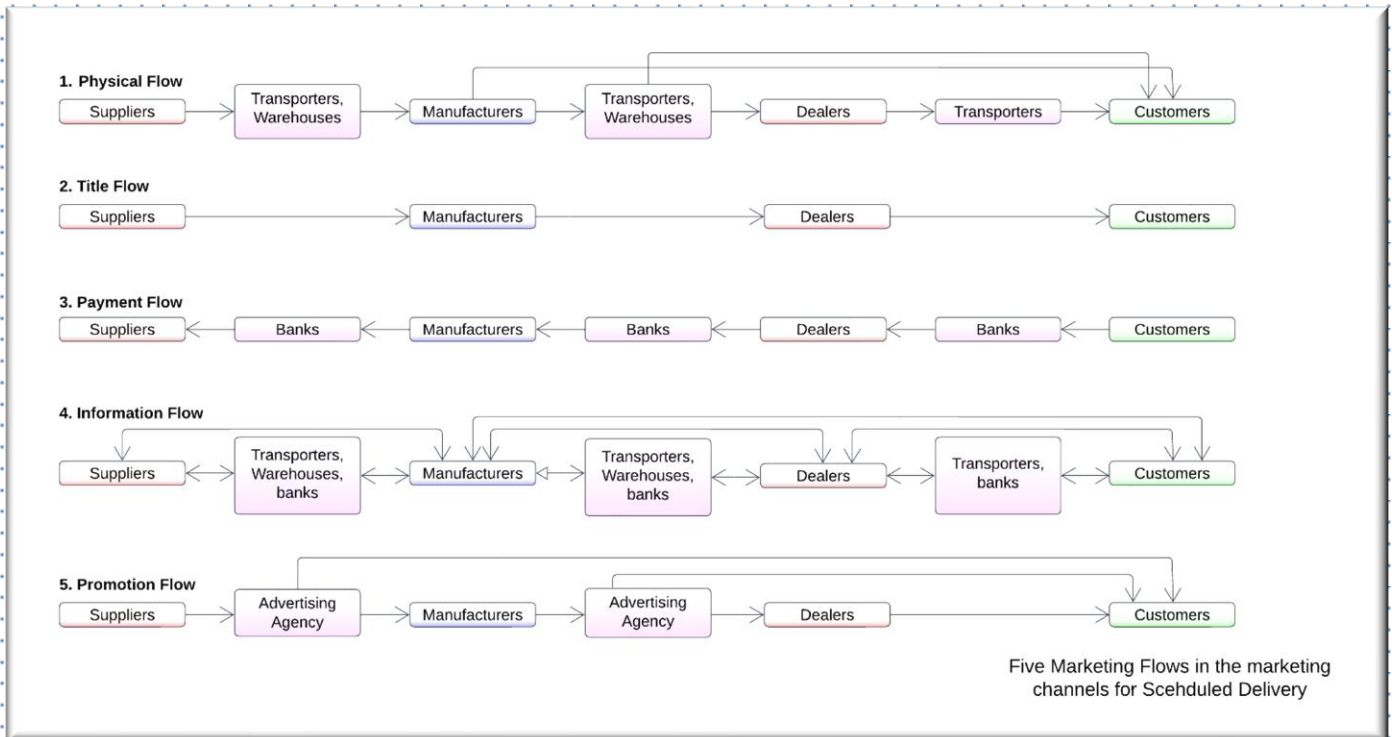 1. Physical Flow
Suppliers
Transporters,
Warehouses
Manufacturers
Transporters,
Warehouses
Dealers
Transporters
Customers
2. Title Flow
Suppliers
Manufacturers
Dealers
Customers
3. Payment Flow
Suppliers
Banks
Manufacturers
Banks
Dealers
Banks
Customers
4. Information Flow
Suppliers
Transporters,
Warehouses,
banks
Manufacturers
Transporters,
Warehouses,
banks
Dealers
Transporters,
banks
Customers
5. Promotion Flow
Suppliers
Advertising
Agency
Manufacturers
Advertising
Agency
Dealers
Customers
Five Marketing Flows in the marketing
channels for Scehduled Delivery